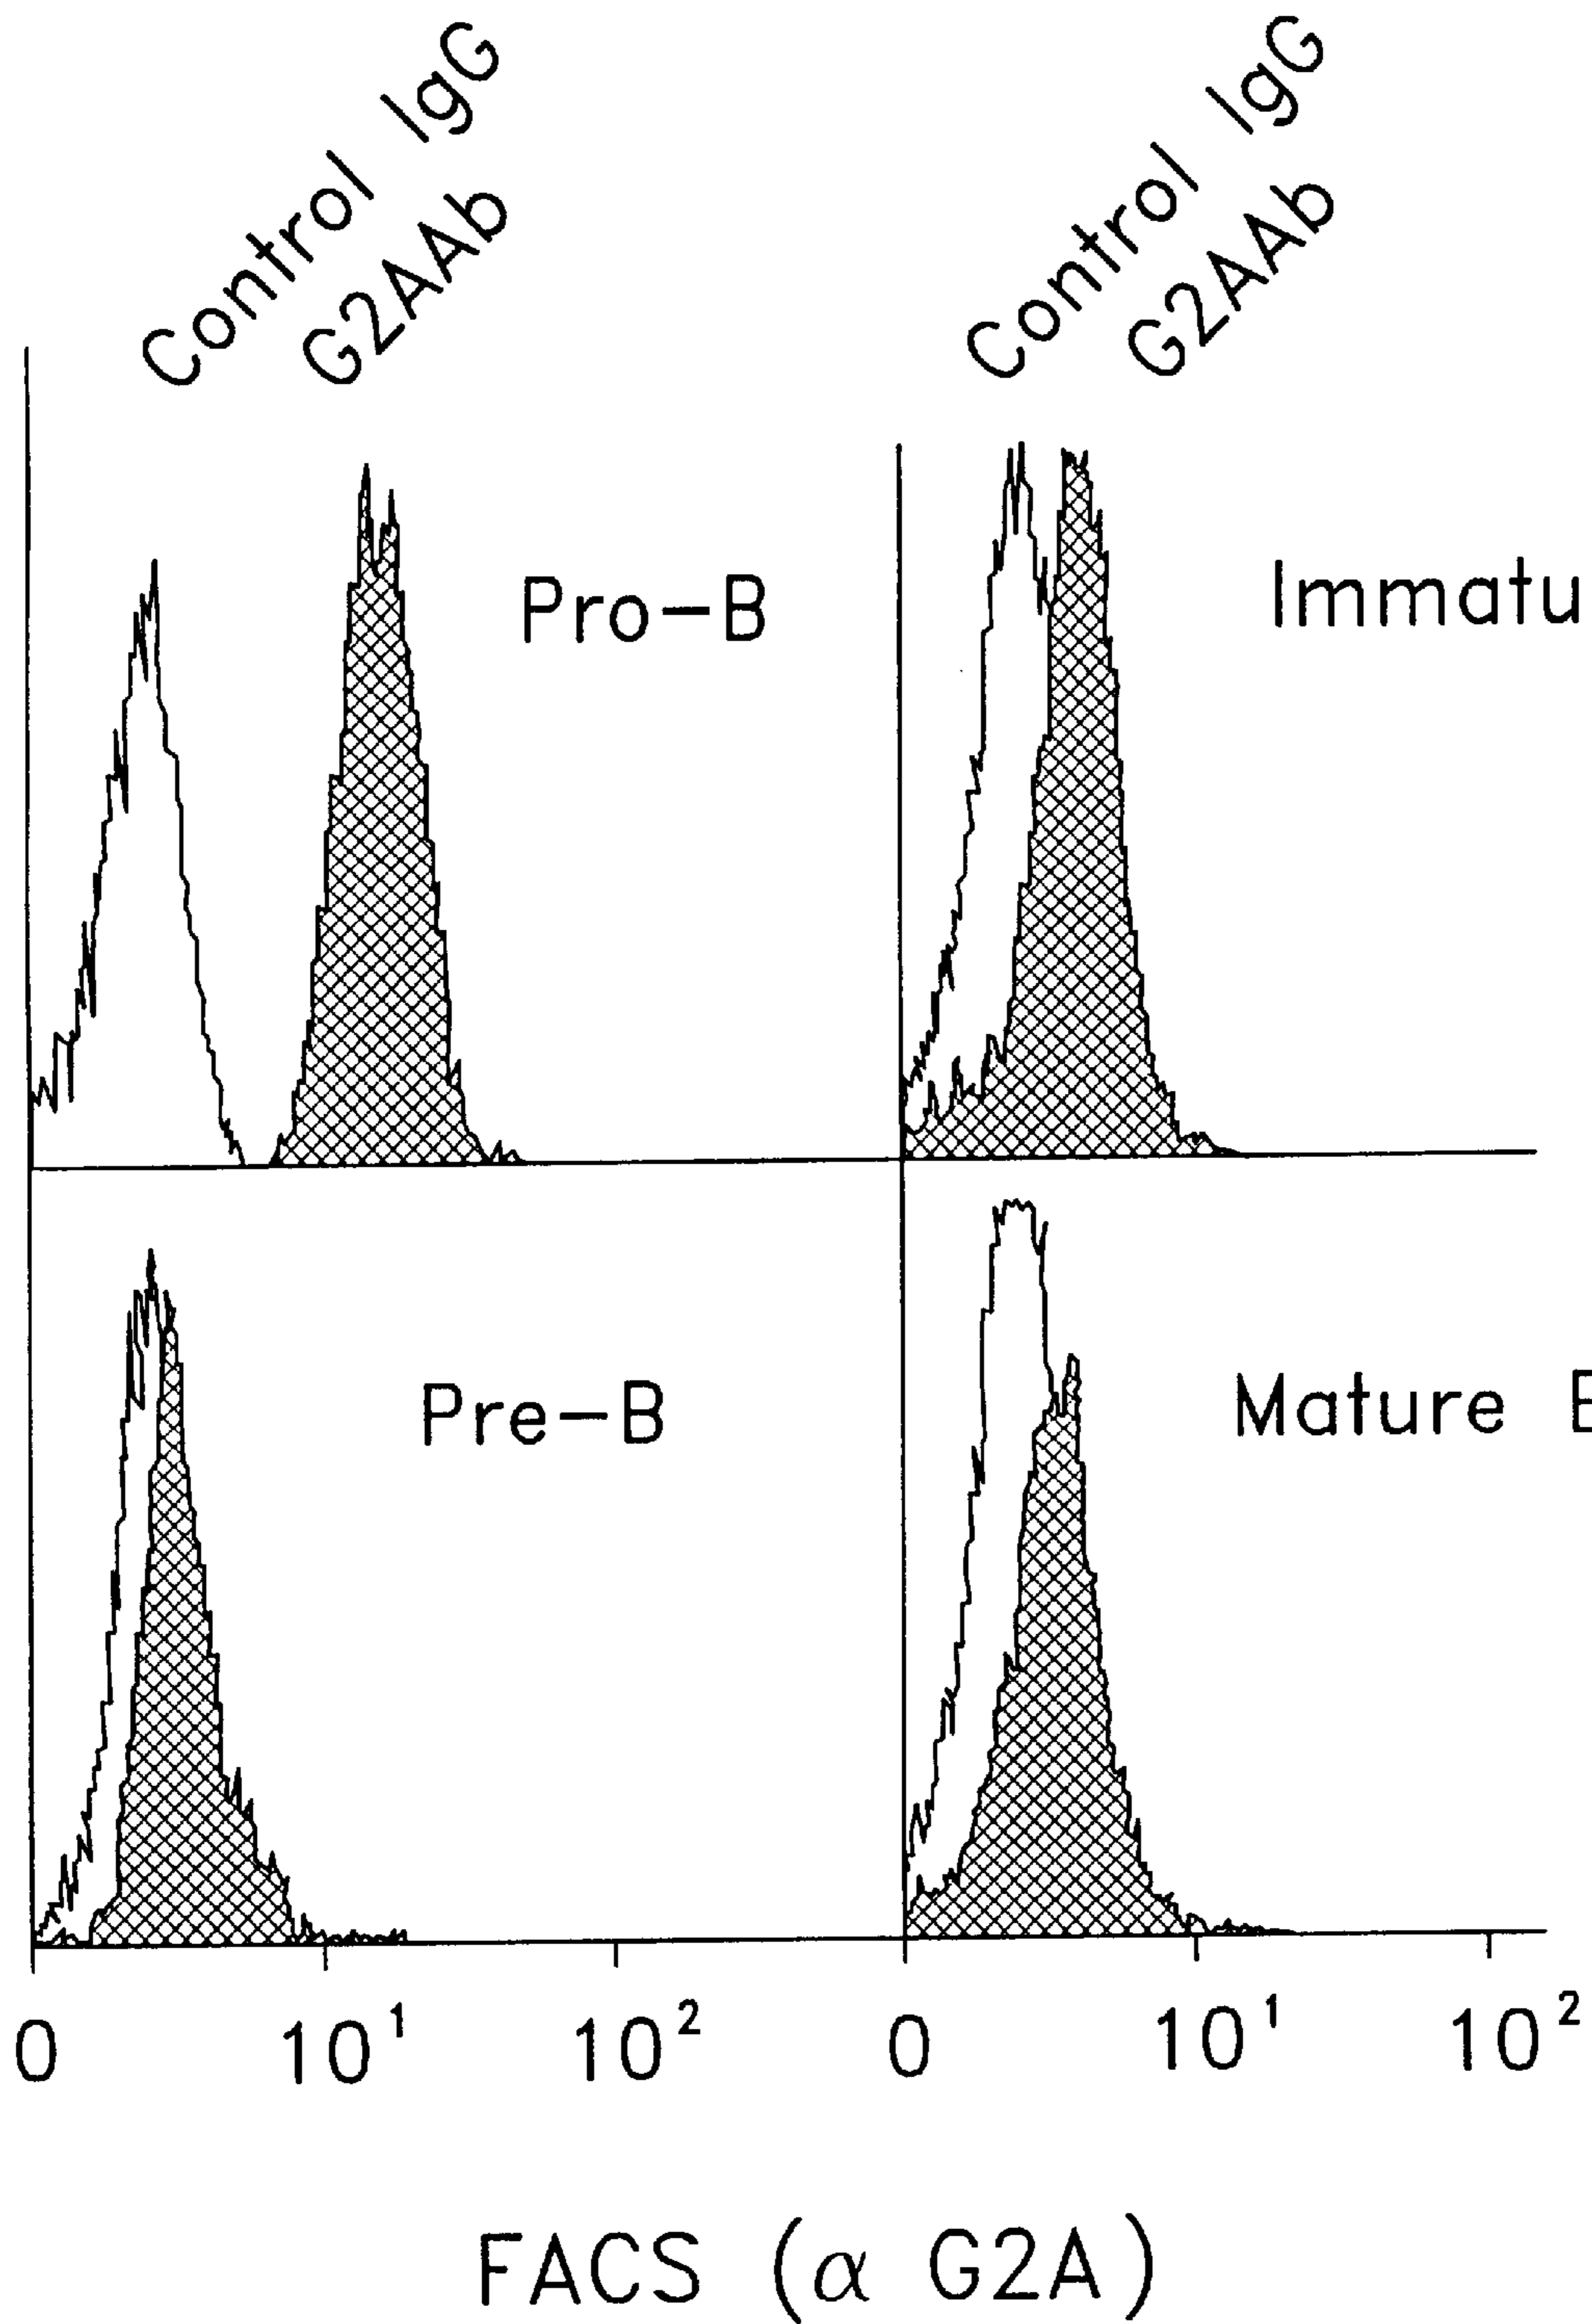 Control IgG
G2AAb
Control IgG
G2AAb
Pro-B
Immatu
Pre-B
Mature B
0 10¹ 10² 0 10¹ 10²
FACS (α G2A)